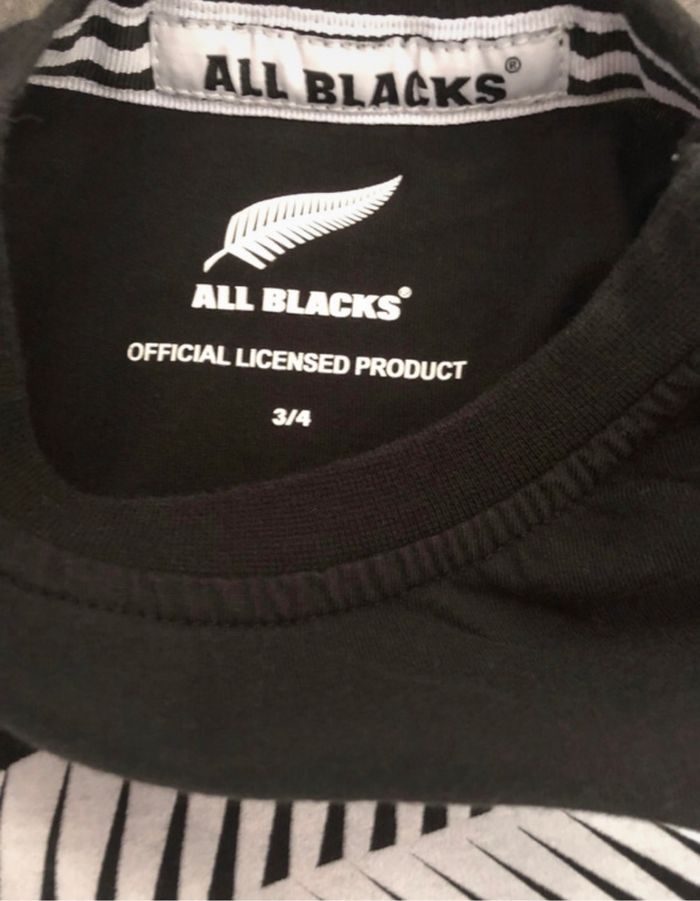 ALL BLACKS®
ALL BLACKS®
OFFICIAL LICENSED PRODUCT
3/4